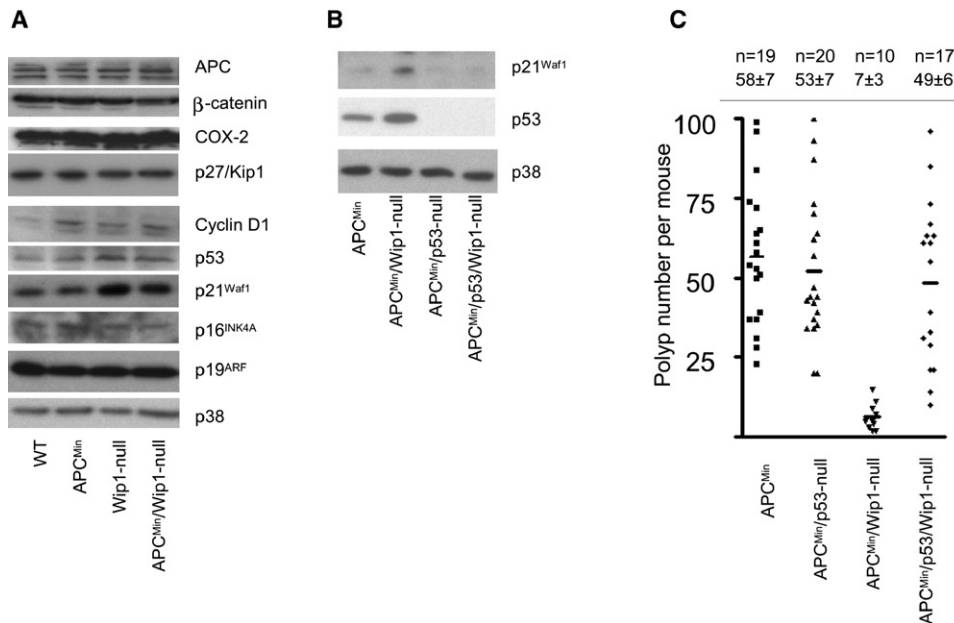 A
APC
β-catenin
COX-2
p27/Kip1
Cyclin D1
p53
p21Waf1
p16INK4A
p19ARF
p38
WT
APCMin
Wip1-null
APCMin/Wip1-null
B
p21Waf1
p53
p38
APCMin
APCMin/Wip1-null
APCMin/p53-null
APCMin/p53/Wip1-null
C
n=19 n=20 n=10 n=17
58±7 53±7 7±3 49±6
Polyp number per mouse
100
75
50
25
APCMin
APCMin/p53-null
APCMin/Wip1-null
APCMin/p53/Wip1-null